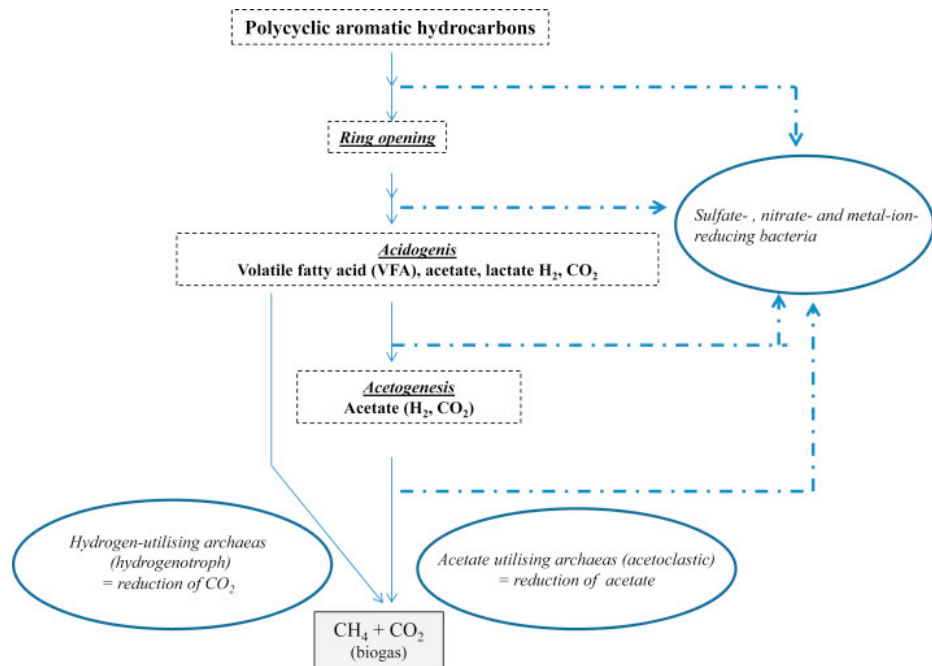 Polycyclic aromatic hydrocarbons
Ring opening
Sulfate- , nitrate- and metal-ion-
reducing bacteria
Acidogenis
Volatile fatty acid (VFA), acetate, lactate H₂, CO₂
Acetogenesis
Acetate (H₂, CO₂)
Hydrogen-utilising archaeas
(hydrogenotroph)
= reduction of CO₂
Acetate utilising archaeas (acetoclastic)
= reduction of acetate
CH₄ + CO₂
(biogas)